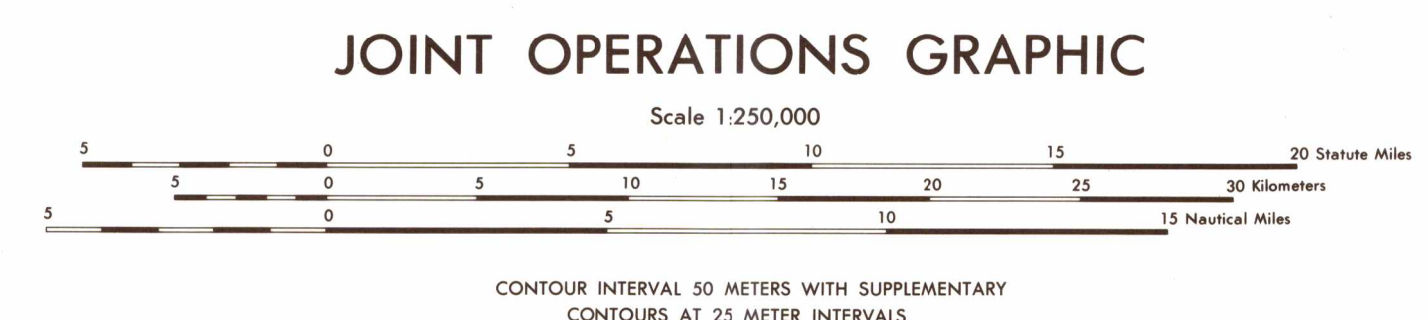 JOINT OPERATIONS GRAPHIC
Scale 1:250,000
5 0 5 10 15 20 Statute Miles
5 0 5 10 15 20 25 30 Kilometers
5 0 5 10 15 Nautical Miles
CONTOUR INTERVAL 50 METERS WITH SUPPLEMENTARY
CONTOURS AT 25 METER INTERVALS